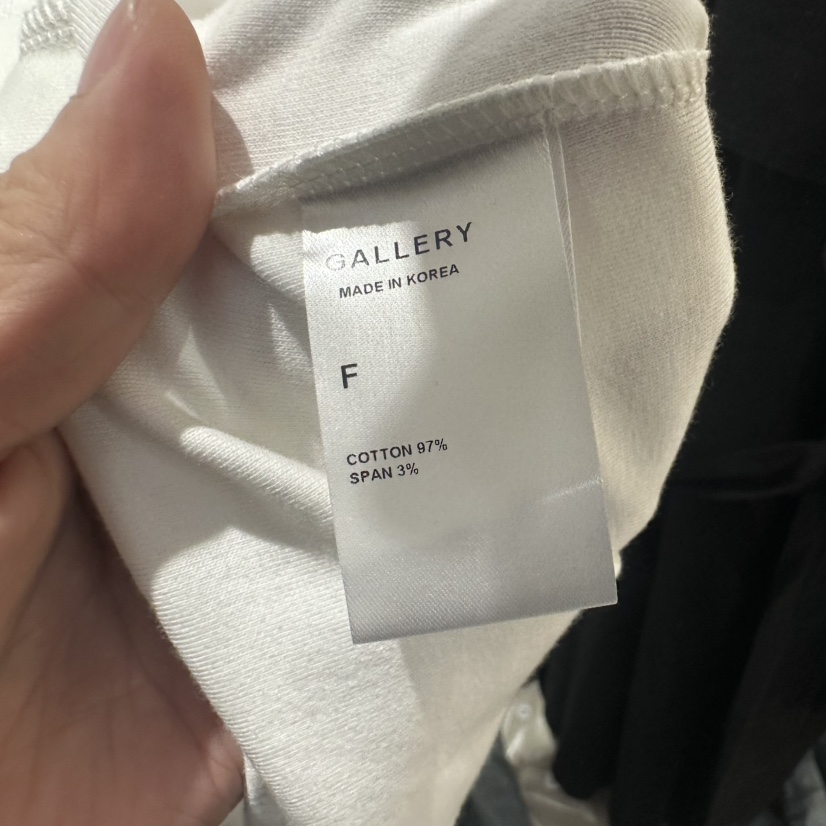 GALLERY
MADE IN KOREA
F
COTTON 97%
SPAN 3%